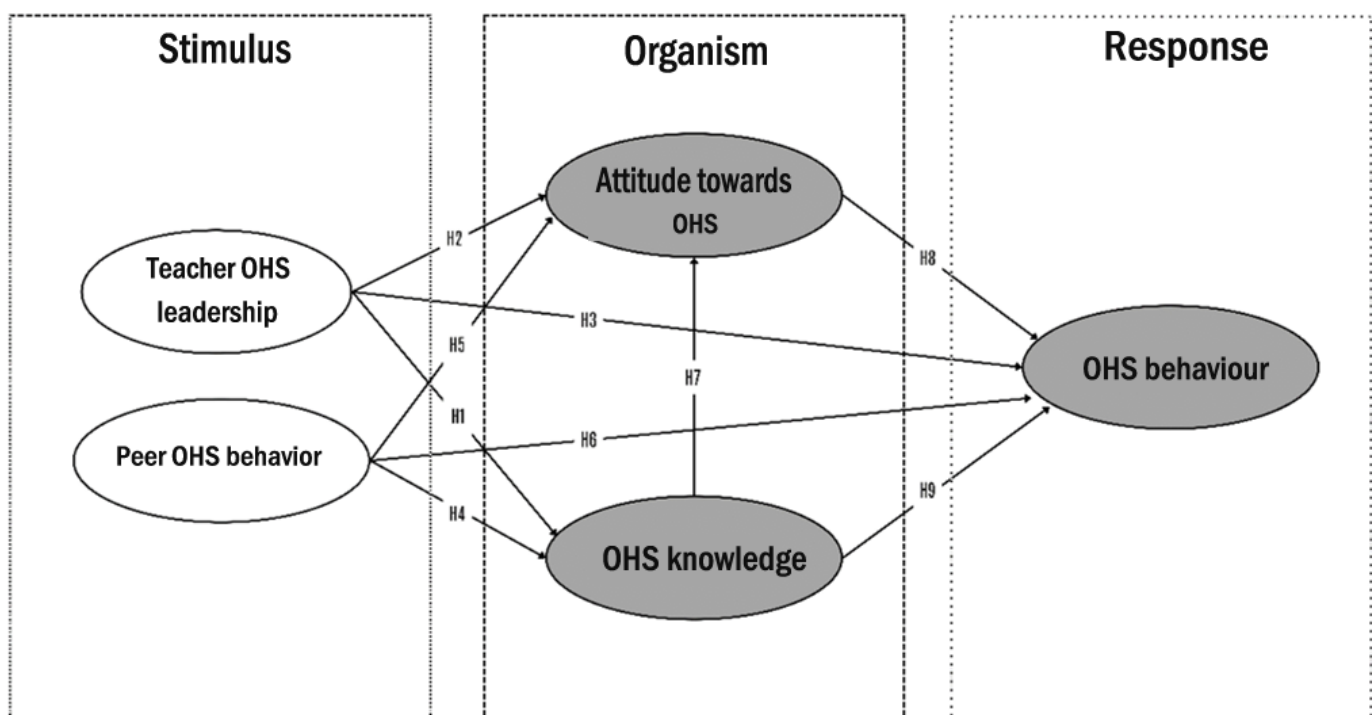 Stimulus
Organism
Response
Attitude towards
OHS
H2
H8
Teacher OHS
leadership
H3
H5
H7
OHS behaviour
H1
H6
Peer OHS behavior
H4
H9
OHS knowledge